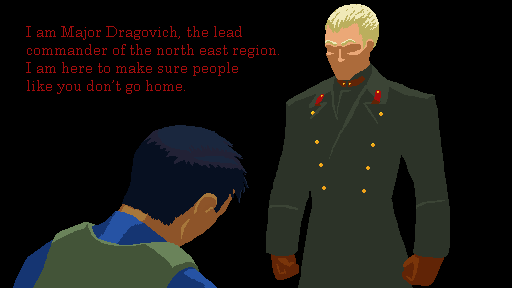 I am Major Dragovich, the lead
commander of the north east region.
I am here to make sure people
like you don't go home.